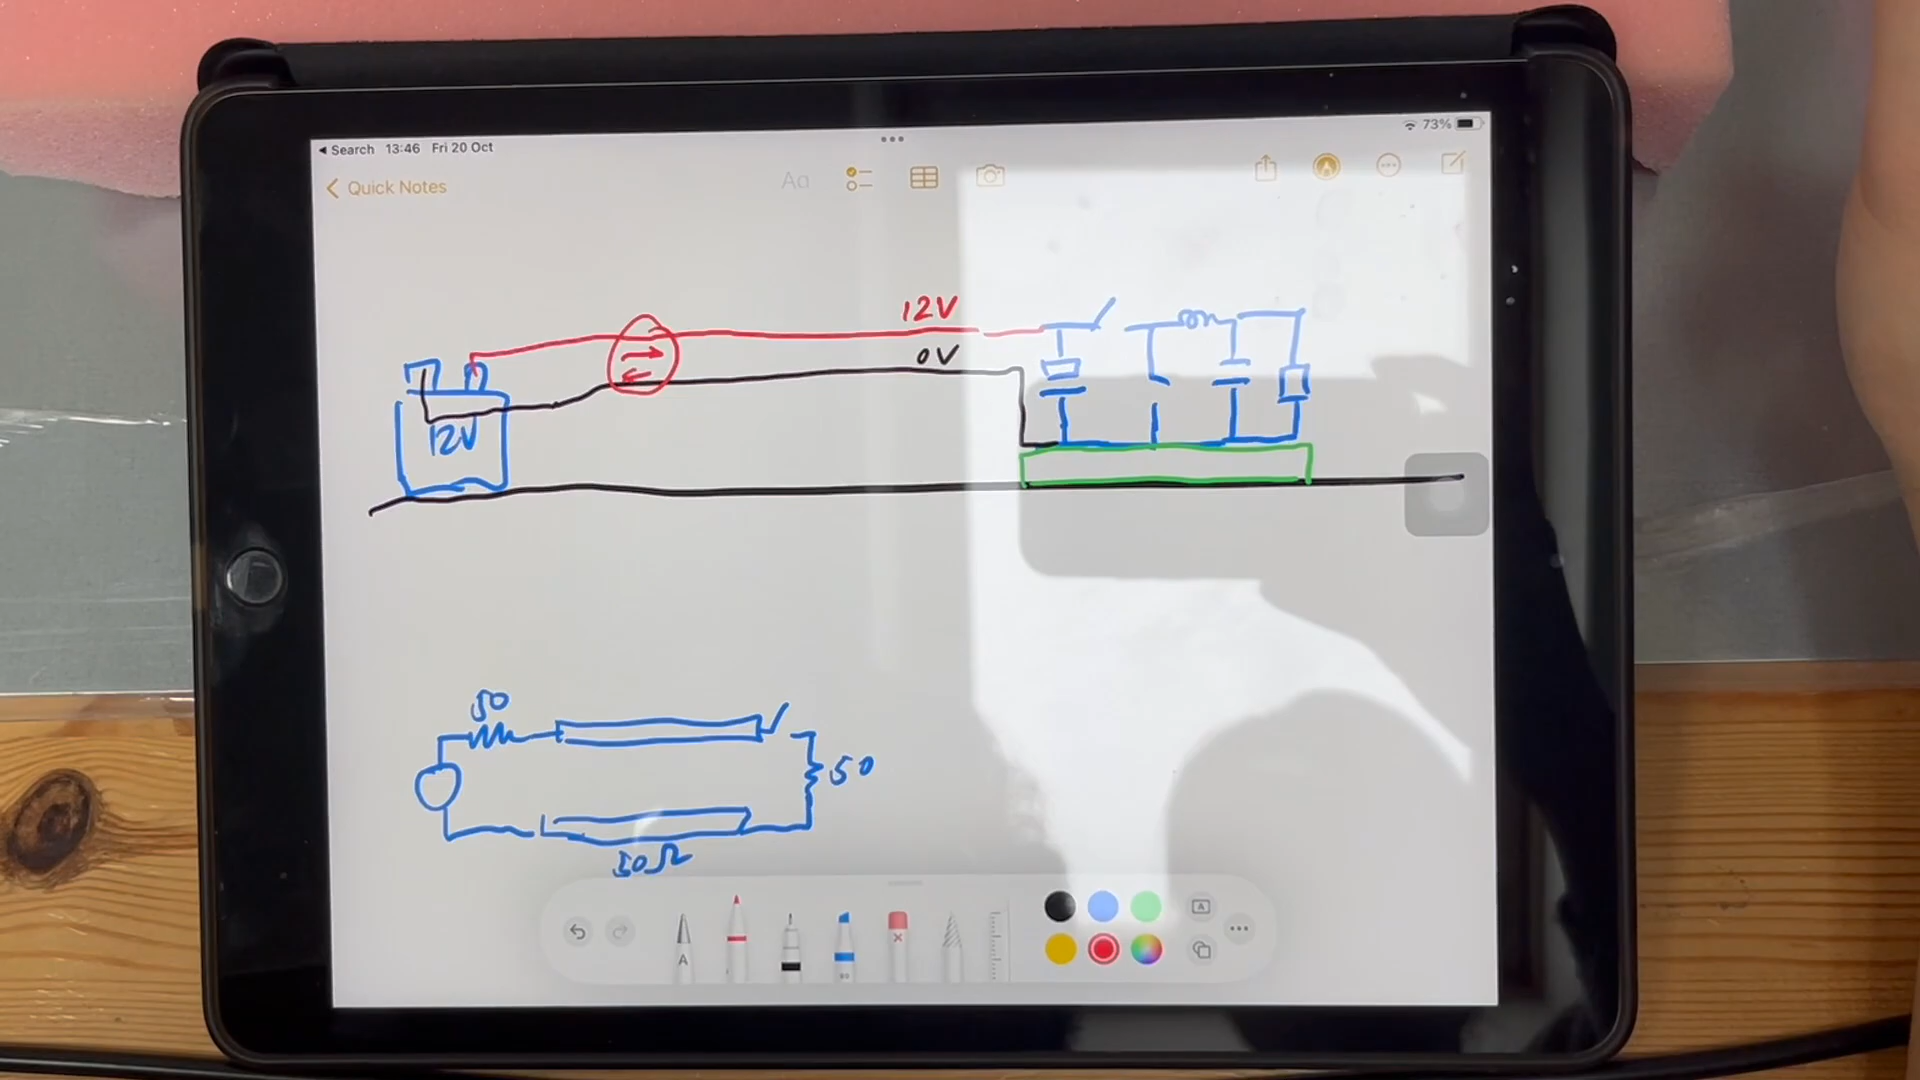 Search 13:46 Fri 20 Oct
73%
Quick Notes
Aa
12V
0V
12V
50
50
50Ω
A
A